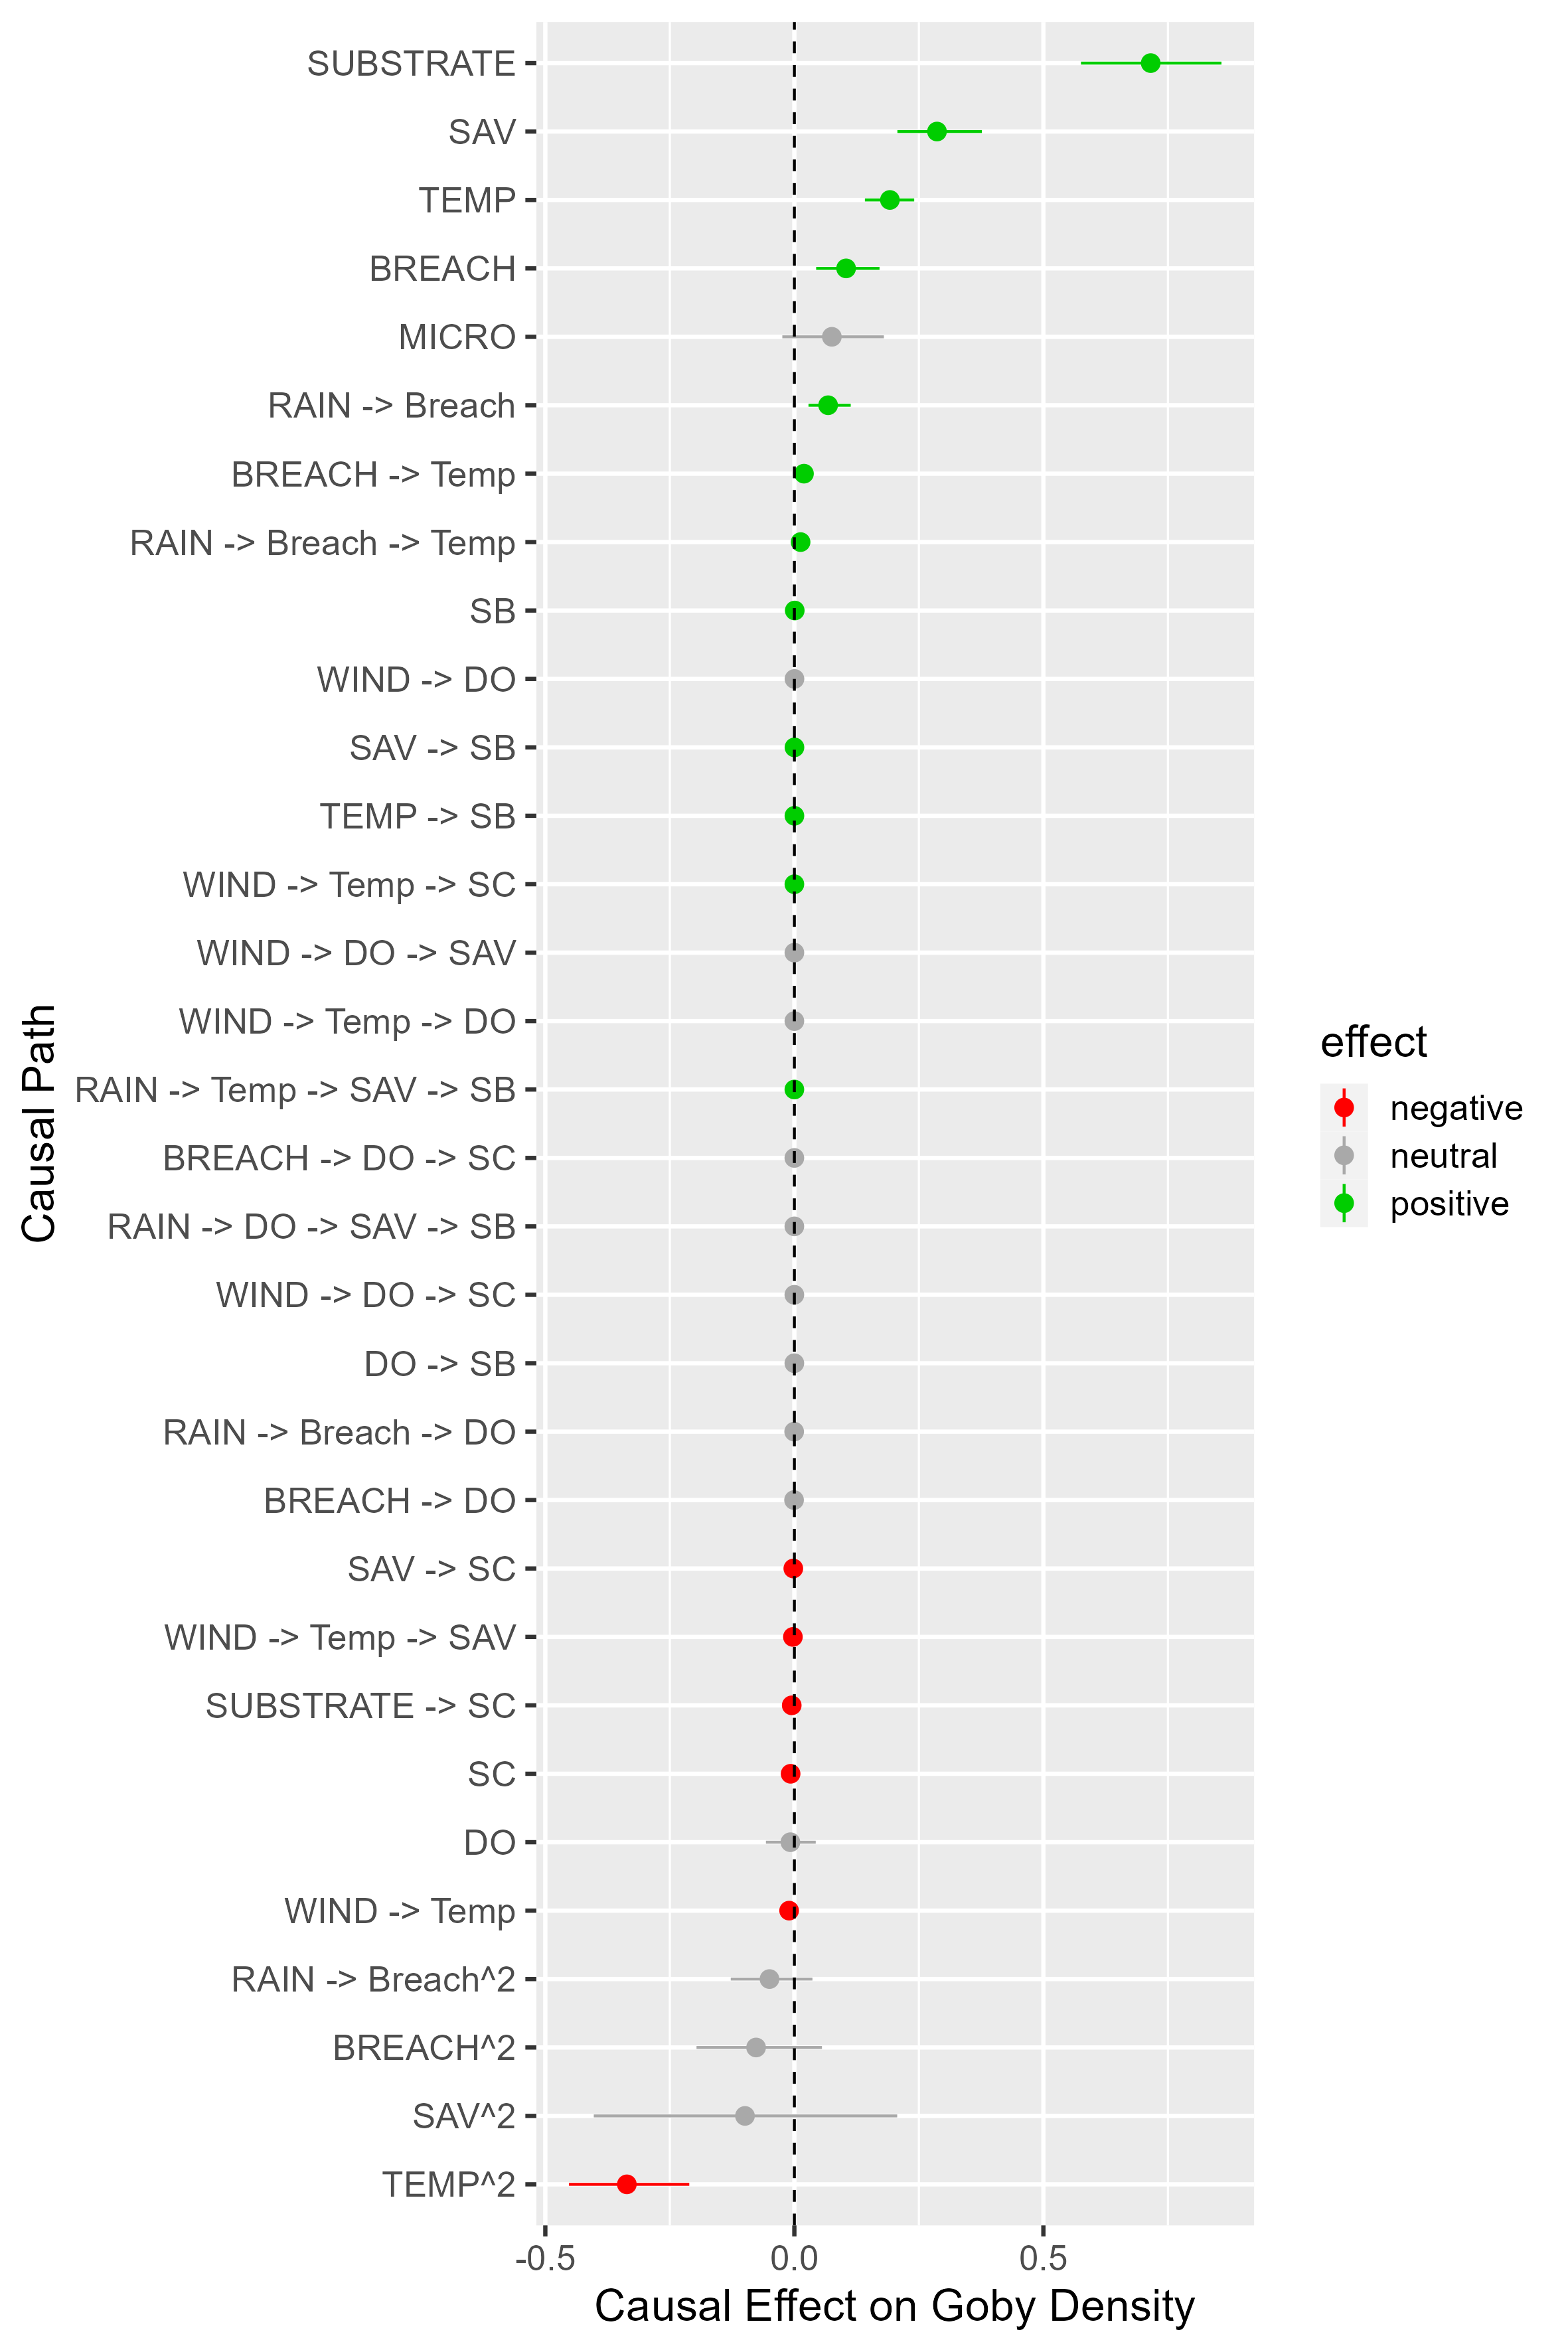 SUBSTRATE
SAV
TEMP
BREACH
MICRO
RAIN -> Breach
BREACH -> Temp
RAIN -> Breach -> Temp
SB
WIND -> DO
SAV -> SB
TEMP -> SB
WIND -> Temp -> SC
WIND -> DO -> SAV
WIND -> Temp -> DO
RAIN -> Temp -> SAV -> SB
BREACH -> DO -> SC
RAIN -> DO -> SAV -> SB
WIND -> DO -> SC
DO -> SB
RAIN -> Breach -> DO
BREACH -> DO
SAV -> SC
WIND -> Temp -> SAV
SUBSTRATE -> SC
SC
DO
WIND -> Temp
RAIN -> Breach^2
BREACH^2
SAV^2
TEMP^2
Causal Path
-0.5 0.0 0.5
Causal Effect on Goby Density
effect
negative
neutral
positive